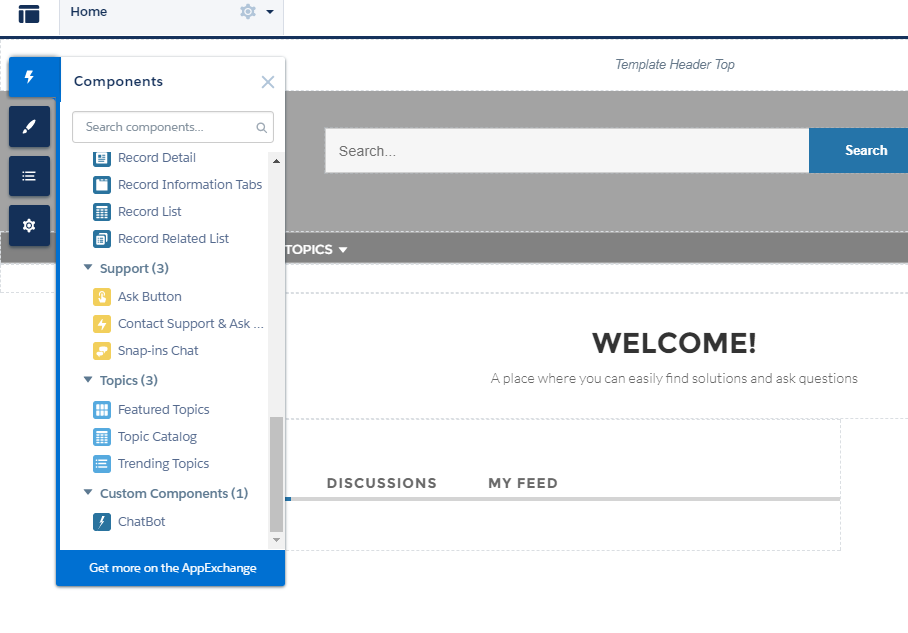 Home
Template Header Top
Components
Search components...
Search...
Search
Record Detail
Record Information Tabs
Record List
Record Related List
TOPICS
Support (3)
Ask Button
Contact Support & Ask ...
Snap-ins Chat
WELCOME!
A place where you can easily find solutions and ask questions
Topics (3)
Featured Topics
Topic Catalog
Trending Topics
DISCUSSIONS
MY FEED
Custom Components (1)
ChatBot
Get more on the AppExchange